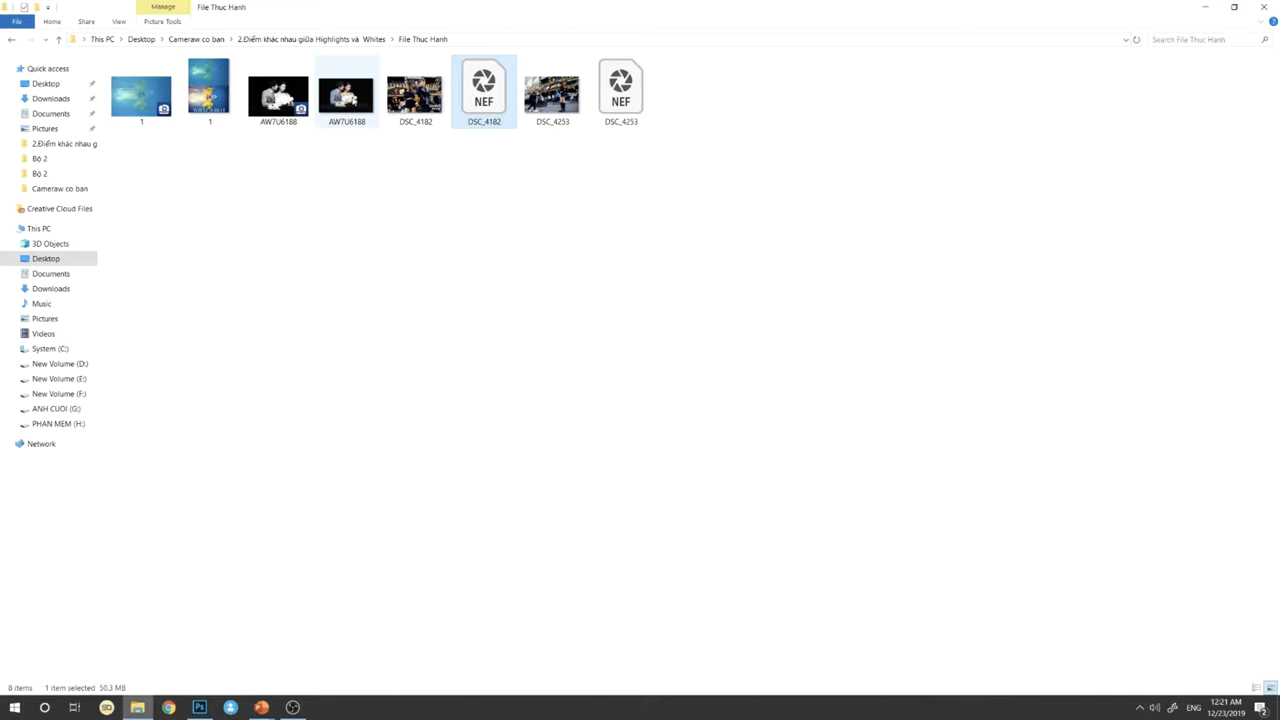 Manage File Thuc Hanh
File Home Share View Picture Tools
This PC Desktop Cameraw co ban 2.Điểm khác nhau giữa Highlights và Whites File Thuc Hanh Search File Thuc Hanh
Quick access
Desktop
Downloads
Documents
Pictures
2.Điểm khác nhau g
Bộ 2
Bộ 2
Cameraw co ban
Creative Cloud Files
This PC
3D Objects
Desktop
Documents
Downloads
Music
Pictures
Videos
System (C:)
New Volume (D:)
New Volume (E:)
New Volume (F:)
ANH CUOI (G:)
PHAN MEM (H:)
Network
NEF NEF
1 1 AW7U6188 AW7U6188 DSC_4182 DSC_4182 DSC_4253 DSC_4253
8 items 1 item selected 50.3 MB
Ps ENG 12:21 AM
12/23/2019 2